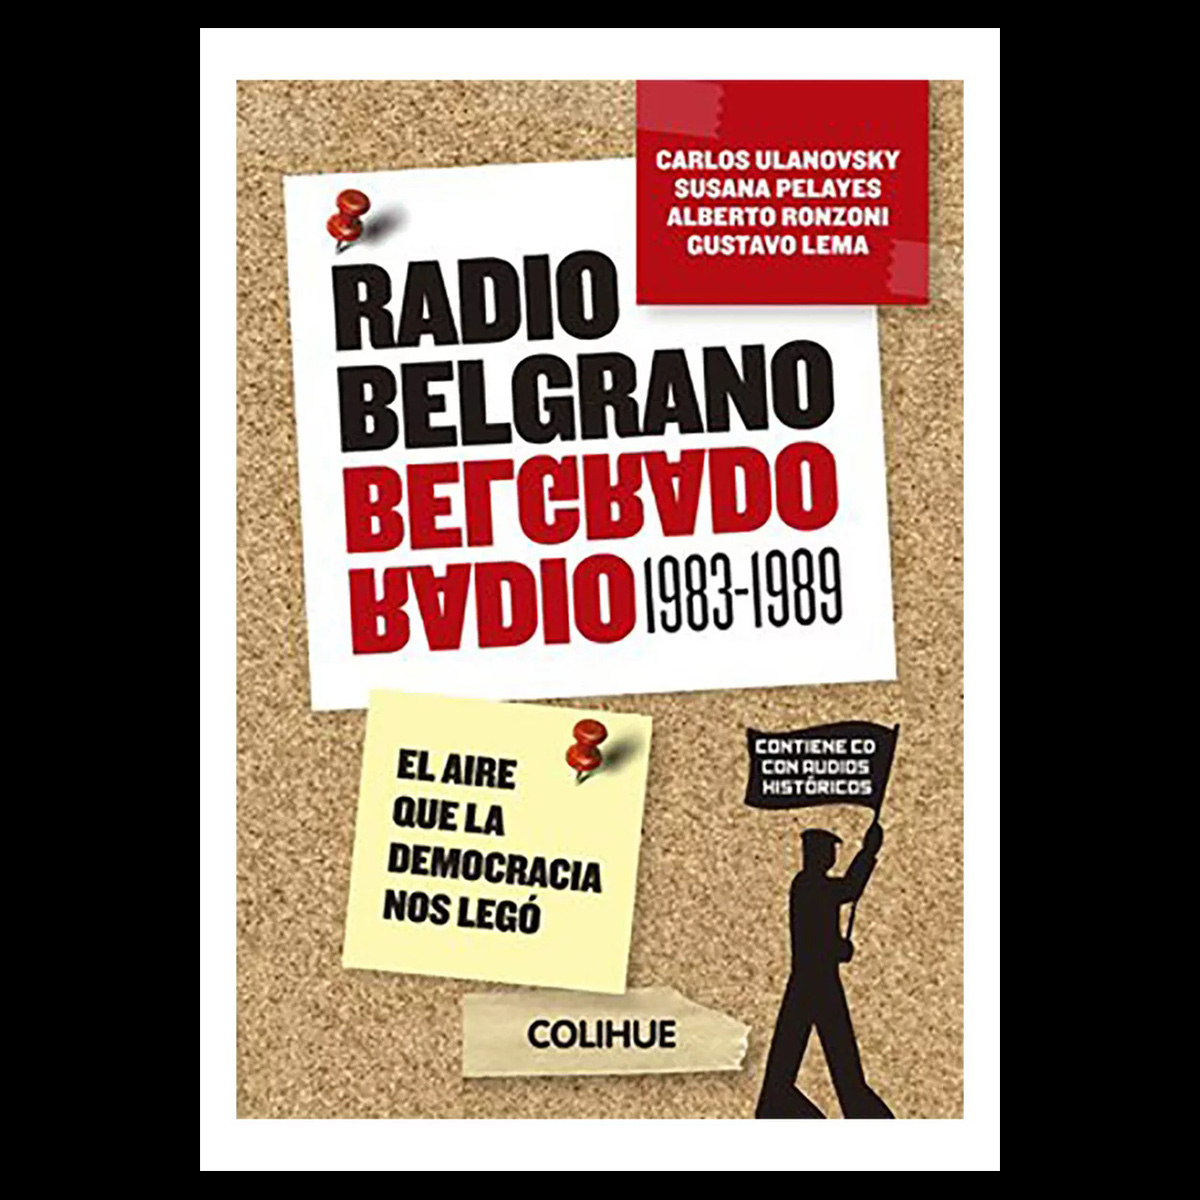 CARLOS ULANOVSKY
SUSANA PELAYES
ALBERTO RONZONI
GUSTAVO LEMA
RADIO
BELGRANO
BELGRADO
RADIO 1983-1989
EL AIRE
QUE LA
DEMOCRACIA
NOS LEGÓ
CONTIENE CD
CON AUDIOS
HISTÓRICOS
COLIHUE